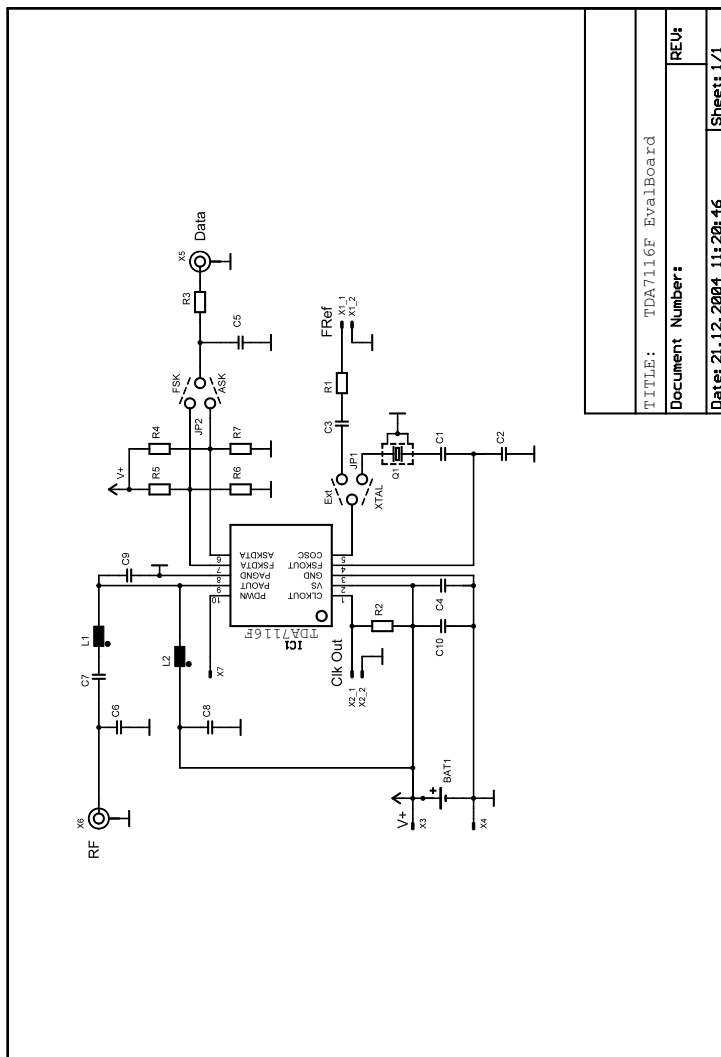 RF
X6
C6
C7
L1
C9
L2
C8
X7
V+
R5
R4
R6
R7
JP2
FSK
ASK
R3
C5
X5
Data
10
9
8
7
6
PDWN
PAOUT
PAGND
FSKDTA
ASKDTA
IC1
TDA7116F
CLKOUT
VS
GND
FSKOUT
COSC
1
2
3
4
5
Clk Out
X2_1
X2_2
R2
C10
C4
V+
X3
X4
+
BAT1
Ext
XTAL
JP1
C3
R1
FRef
X1_1
X1_2
Q1
C1
C2
TITLE: TDA7116F EvalBoard
Document Number:
REV:
Date: 21.12.2004 11:20:46
Sheet: 1/1